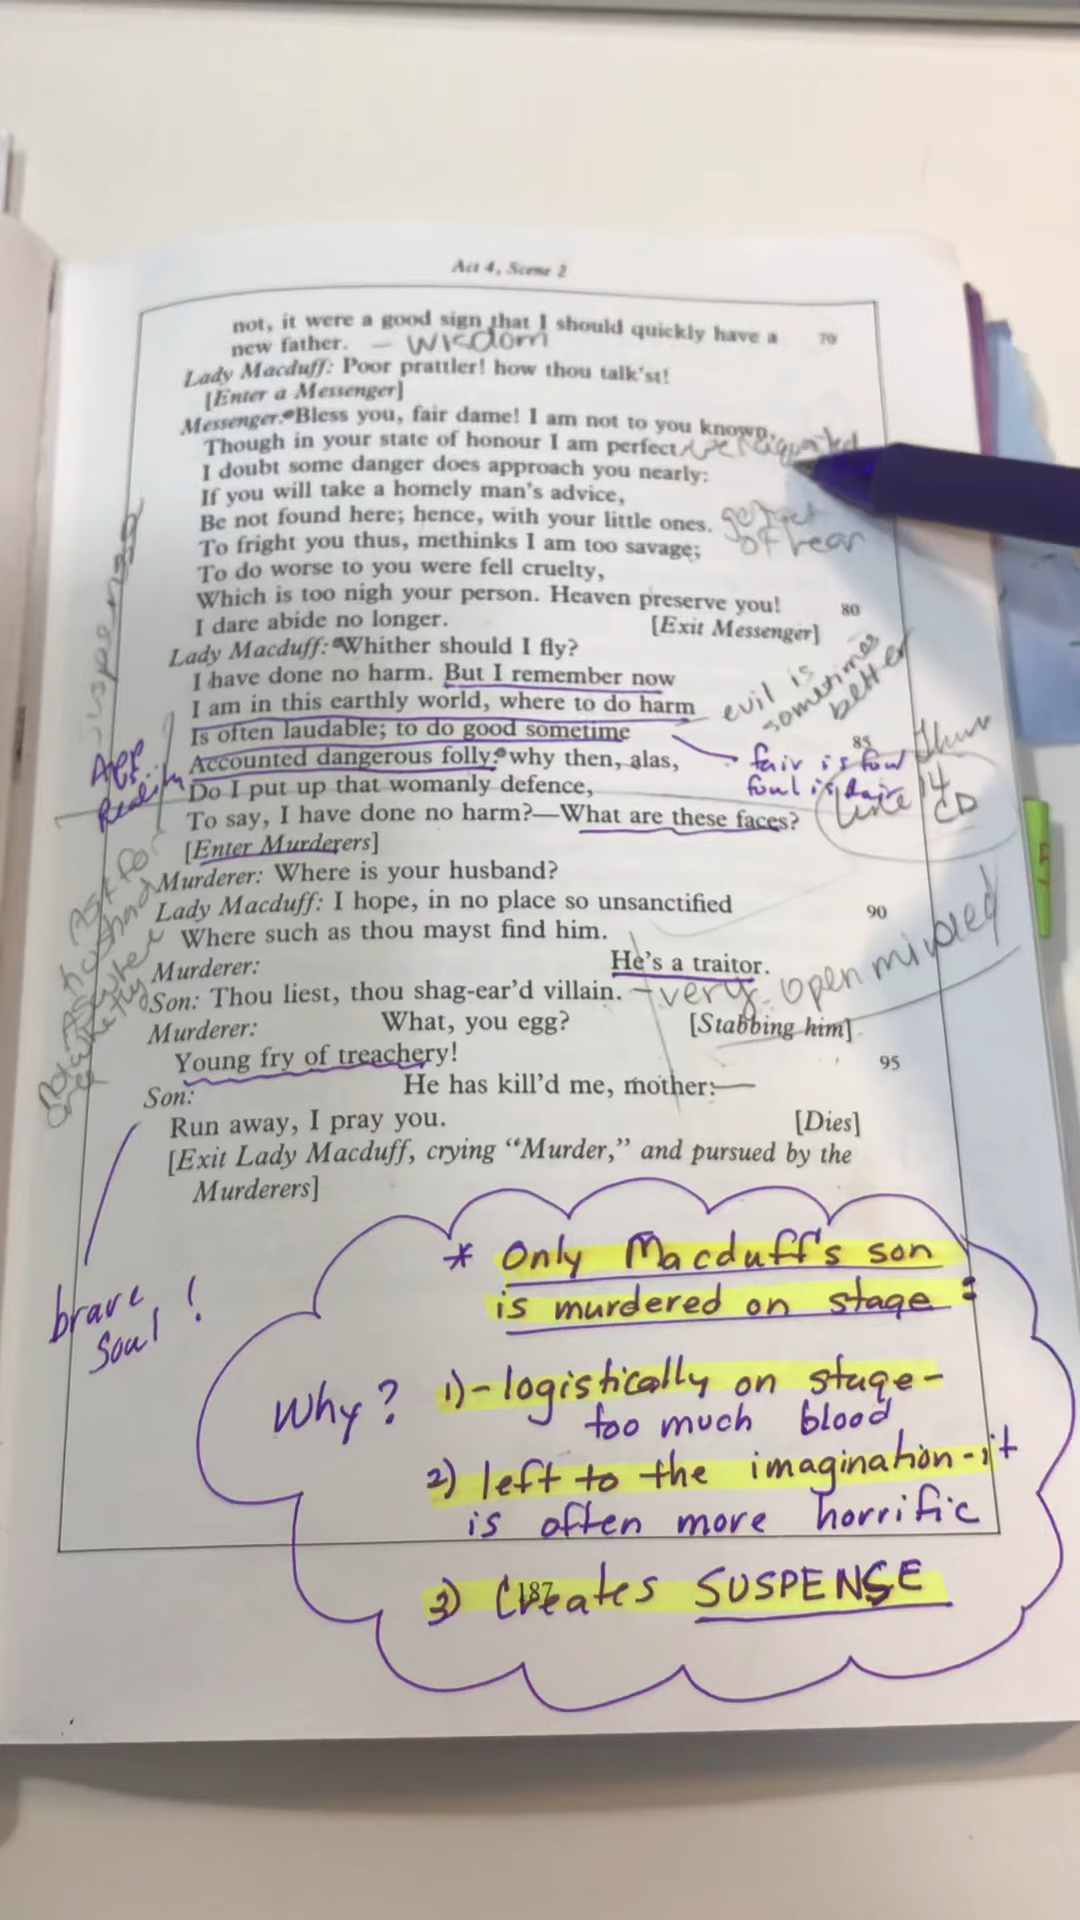 Act 4, Scene 2
not, it were a good sign that I should quickly have a 70
new father. - wisdom
Lady Macduff: Poor prattler! how thou talk'st!
[Enter a Messenger]
Messenger: Bless you, fair dame! I am not to you known,
Though in your state of honour I am perfect
I doubt some danger does approach you nearly:
If you will take a homely man's advice,
Be not found here; hence, with your little ones.
of hear
To fright you thus, methinks I am too savage;
To do worse to you were fell cruelty,
Which is too nigh your person. Heaven preserve you! 80
I dare abide no longer. [Exit Messenger]
Lady Macduff: Whither should I fly?
I have done no harm. But I remember now
I am in this earthly world, where to do harm
evil is
sometimes
better
Is often laudable; to do good sometime
Accounted dangerous folly: why then, alas, 85
fair is foul
foul is fair
Do I put up that womanly defence,
Line 14
CD
To say, I have done no harm?—What are these faces?
[Enter Murderers]
Murderer: Where is your husband?
Lady Macduff: I hope, in no place so unsanctified 90
Where such as thou mayst find him.
Murderer: He's a traitor.
Son: Thou liest, thou shag-ear'd villain. - very open minded
Murderer: What, you egg? [Stabbing him]
Young fry of treachery! 95
Son: He has kill'd me, mother:—
Run away, I pray you. [Dies]
[Exit Lady Macduff, crying "Murder," and pursued by the
Murderers]
brave
soul!
* Only Macduff's son
is murdered on stage:
Why? 1) - logistically on stage -
too much blood
2) left to the imagination - it
is often more horrific
3) Creates SUSPENSE
187